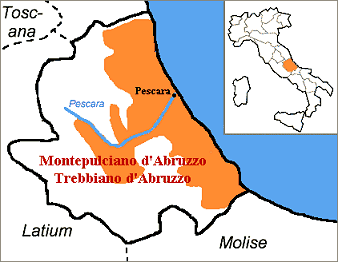 Tosc-
ana
Pescara
Pescara
Montepulciano d'Abruzzo
Trebbiano d'Abruzzo
Latium
Molise